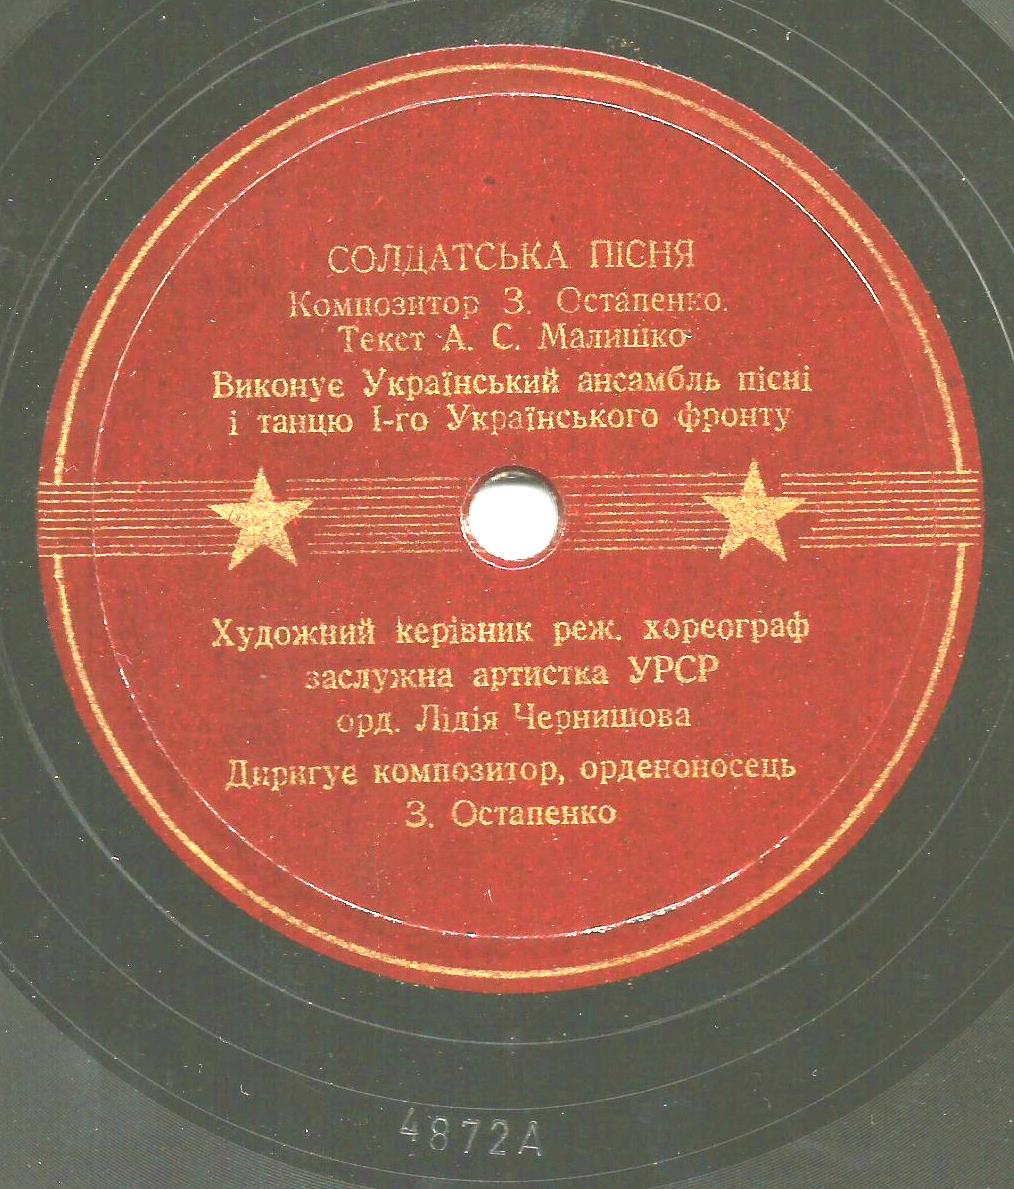 СОЛДАТСЬКА ПІСНЯ
Композитор З. Остапенко.
Текст А. С. Малишко
Виконує Український ансамбль пісні
і танцю І-го Українського фронту
Художний керівник реж. хореограф
заслужна артистка УРСР
орд. Лідія Чернишова
Диригує композитор, орденоносець
З. Остапенко
4872А